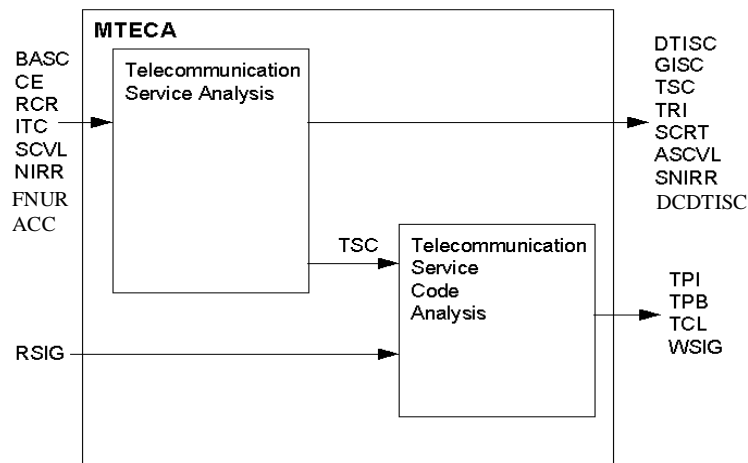 MTECA
BASC
CE
RCR
ITC
SCVL
NIRR
FNUR
ACC
Telecommunication
Service Analysis
DTISC
GISC
TSC
TRI
SCRT
ASCVL
SNIRR
DCDTISC
TSC
Telecommunication
Service
Code
Analysis
TPI
TPB
TCL
WSIG
RSIG